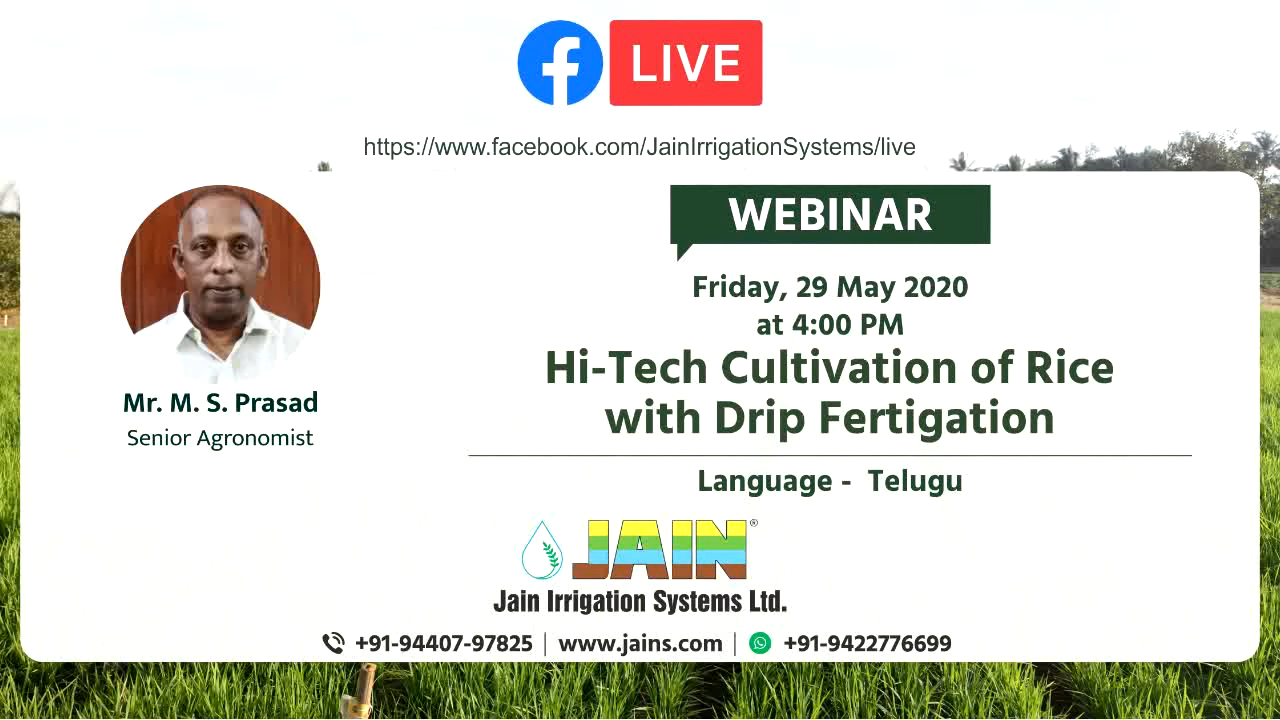 LIVE
https://www.facebook.com/JainIrrigationSystems/live
WEBINAR
Friday, 29 May 2020
at 4:00 PM
Hi-Tech Cultivation of Rice
with Drip Fertigation
Language - Telugu
Mr. M. S. Prasad
Senior Agronomist
JAIN®
Jain Irrigation Systems Ltd.
+91-94407-97825 | www.jains.com | +91-9422776699